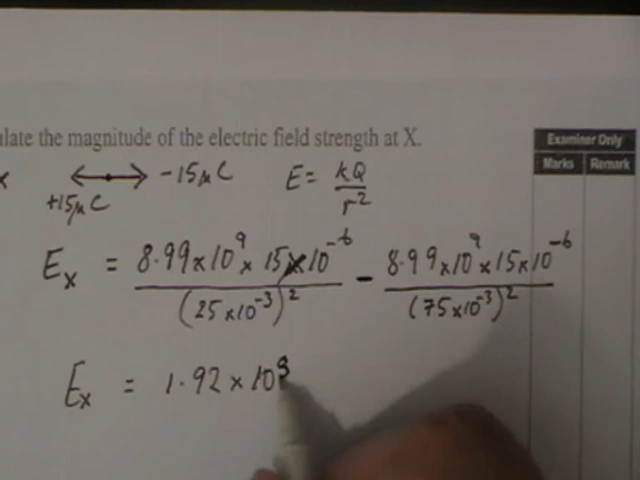 ulate the magnitude of the electric field strength at X.
Examiner Only
Marks Remark
x +15μC ⟷ -15μC E = kQ/r²
Eₓ = 8.99×10⁹×15×10⁻⁶/(25×10⁻³)² - 8.99×10⁹×15×10⁻⁶/(75×10⁻³)²
Eₓ = 1.92×10⁸